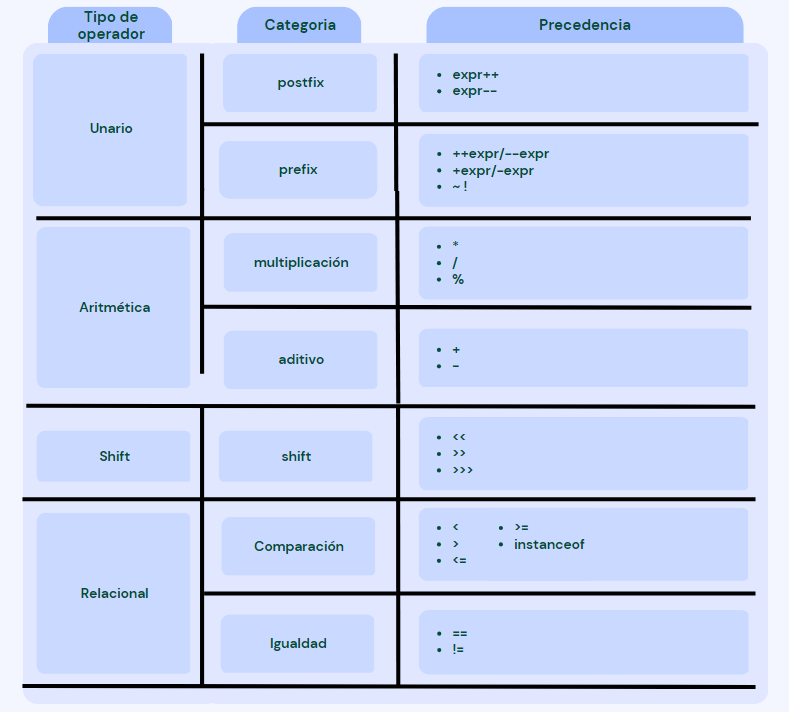 Tipo de
operador
Categoria
Precedencia
Unario
postfix
• expr++
• expr--
prefix
• ++expr/--expr
• +expr/-expr
• ~ !
Aritmética
multiplicación
• *
• /
• %
aditivo
• +
• -
Shift
shift
• <<
• >>
• >>>
Relacional
Comparación
• <
• >
• <=
• >=
• instanceof
Igualdad
• ==
• !=